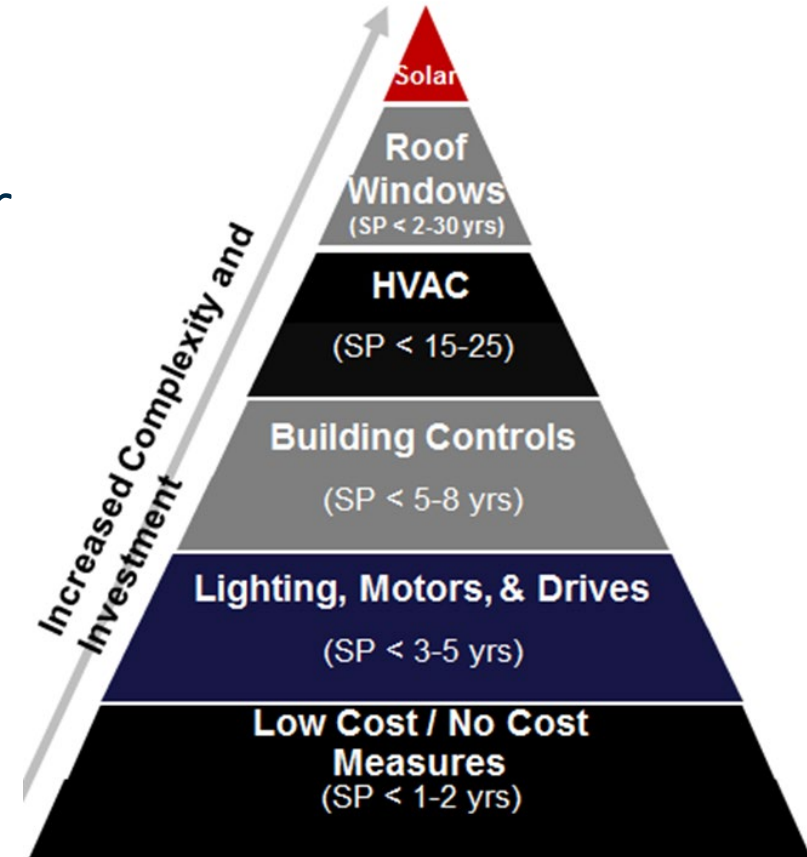 Solar
Roof
Windows
(SP < 2-30 yrs)
HVAC
(SP < 15-25)
Building Controls
(SP < 5-8 yrs)
Lighting, Motors, & Drives
(SP < 3-5 yrs)
Low Cost / No Cost
Measures
(SP < 1-2 yrs)
Increased Complexity and
Investment